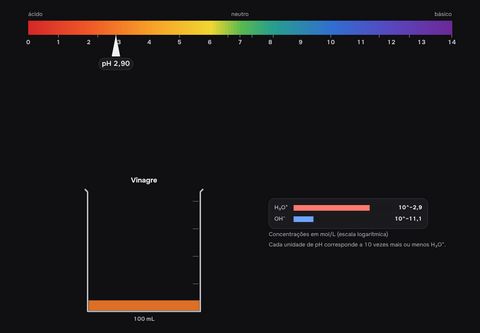 ácido neutro básico
0 1 2 3 4 5 6 7 8 9 10 11 12 13 14
pH 2,90
Vinagre
H₃O⁺ 10^-2,9
OH⁻ 10^-11,1
Concentrações em mol/L (escala logarítmica)
Cada unidade de pH corresponde a 10 vezes mais ou menos H₃O⁺.
100 mL